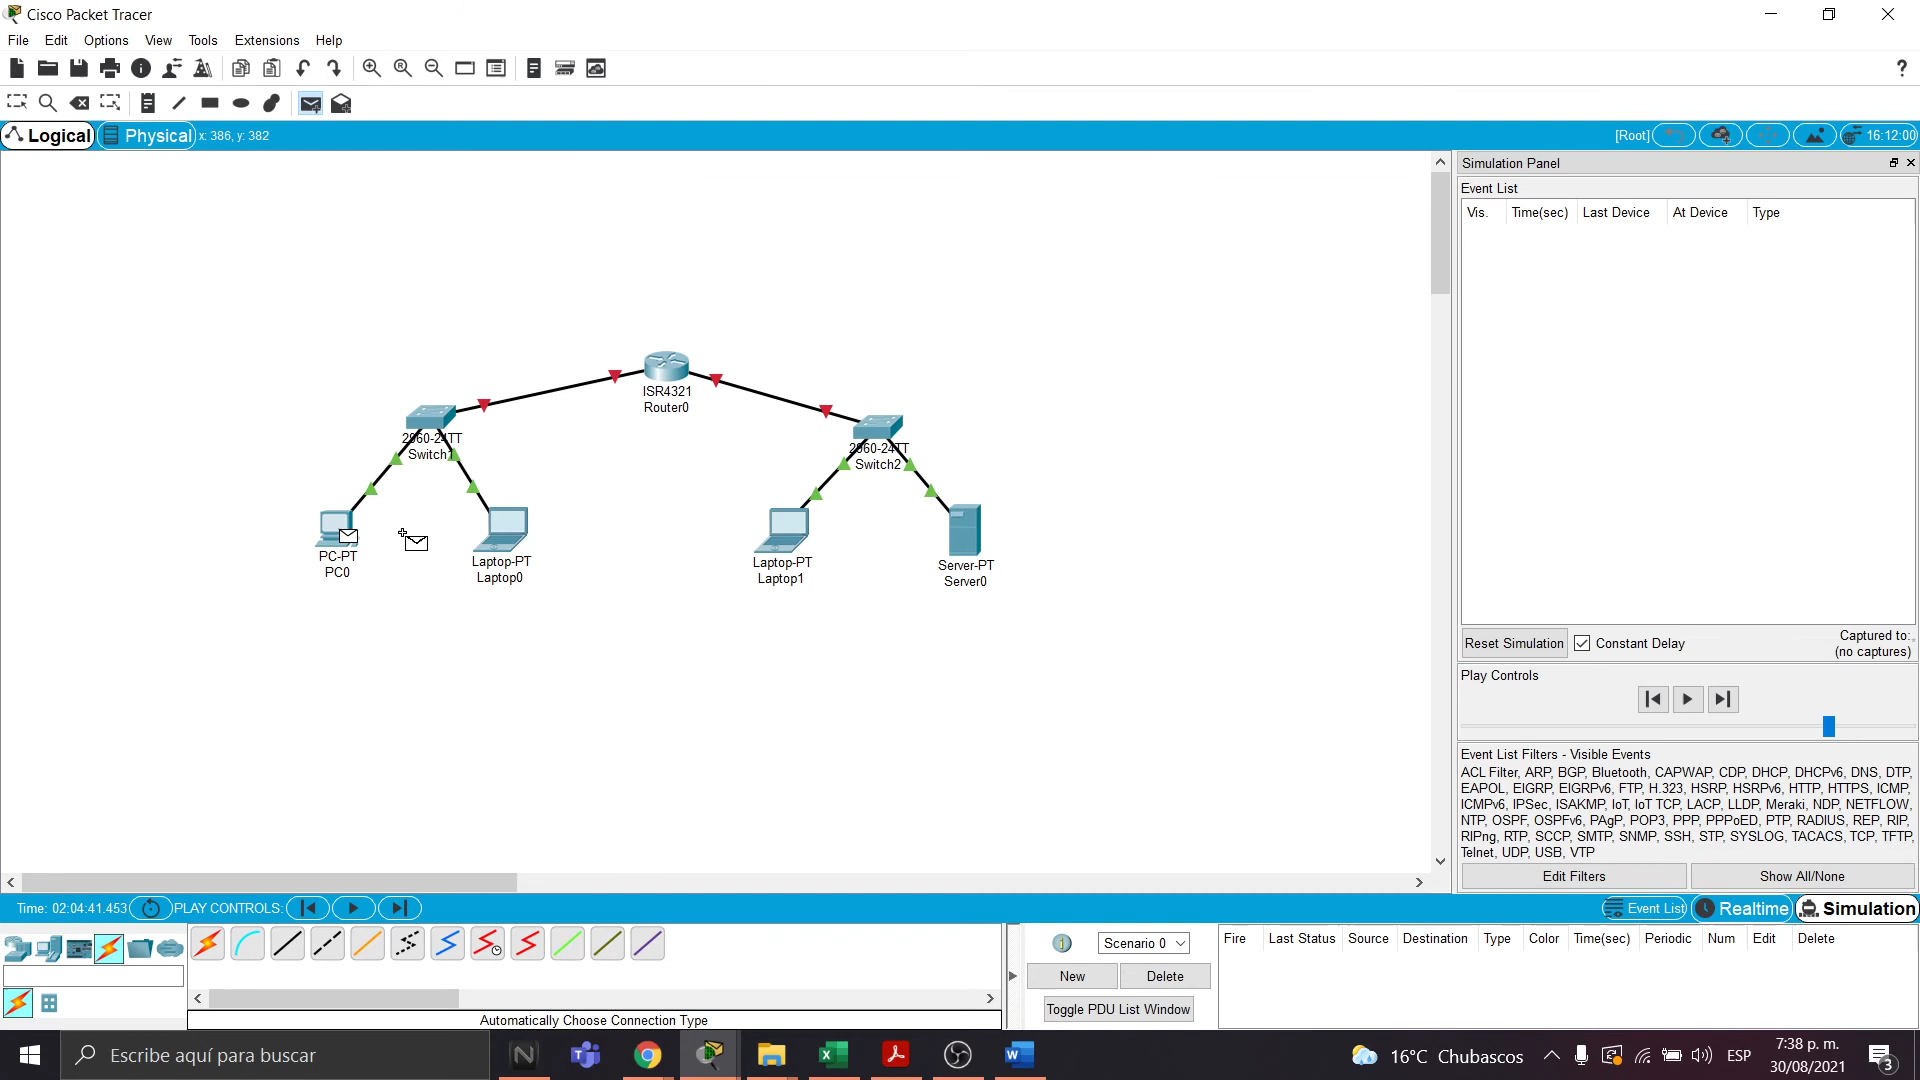 Cisco Packet Tracer
File Edit Options View Tools Extensions Help
?
Logical Physical x: 386, y: 382 [Root] 16:12:00
Simulation Panel
Event List
Vis. Time(sec) Last Device At Device Type
ISR4321
Router0
2960-24TT
Switch1
2960-24TT
Switch2
PC-PT
PC0
Laptop-PT
Laptop0
Laptop-PT
Laptop1
Server-PT
Server0
Reset Simulation Constant Delay
Captured to:
(no captures)
Play Controls
Event List Filters - Visible Events
ACL Filter, ARP, BGP, Bluetooth, CAPWAP, CDP, DHCP, DHCPv6, DNS, DTP,
EAPOL, EIGRP, EIGRPv6, FTP, H.323, HSRP, HSRPv6, HTTP, HTTPS, ICMP,
ICMPv6, IPSec, ISAKMP, IoT, IoT TCP, LACP, LLDP, Meraki, NDP, NETFLOW,
NTP, OSPF, OSPFv6, PAgP, POP3, PPP, PPPoED, PTP, RADIUS, REP, RIP,
RIPng, RTP, SCCP, SMTP, SNMP, SSH, STP, SYSLOG, TACACS, TCP, TFTP,
Telnet, UDP, USB, VTP
Edit Filters Show All/None
Time: 02:04:41.453 PLAY CONTROLS: Event List Realtime Simulation
Scenario 0
New Delete
Toggle PDU List Window
Fire Last Status Source Destination Type Color Time(sec) Periodic Num Edit Delete
Automatically Choose Connection Type
Escribe aquí para buscar
16°C Chubascos
ESP
7:38 p. m.
30/08/2021
3